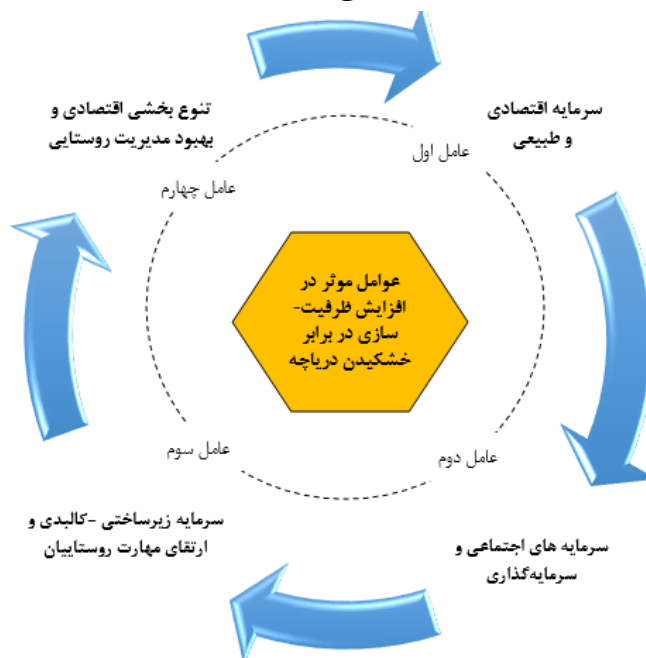 سرمایه اقتصادی
و طبیعی
عامل اول
تنوع بخشی اقتصادی و
بهبود مدیریت روستایی
عامل چهارم
عوامل موثر در
افزایش ظرفیت-
سازی در برابر
خشکیدن دریاچه
عامل دوم
سرمایه های اجتماعی و
سرمایه‌گذاری
عامل سوم
سرمایه زیرساختی -کالبدی و
ارتقای مهارت روستاییان